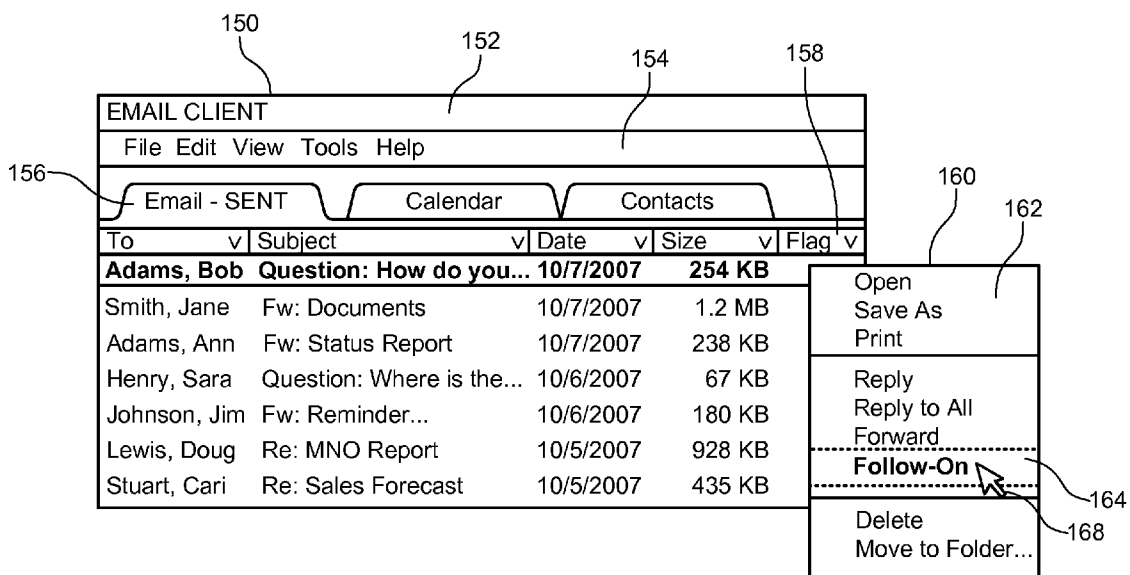 150
152
154
158
EMAIL CLIENT
File Edit View Tools Help
156
Email - SENT Calendar Contacts
160
162
To v Subject v Date v Size v Flag v
Adams, Bob Question: How do you... 10/7/2007 254 KB
Smith, Jane Fw: Documents 10/7/2007 1.2 MB
Adams, Ann Fw: Status Report 10/7/2007 238 KB
Henry, Sara Question: Where is the... 10/6/2007 67 KB
Johnson, Jim Fw: Reminder... 10/6/2007 180 KB
Lewis, Doug Re: MNO Report 10/5/2007 928 KB
Stuart, Cari Re: Sales Forecast 10/5/2007 435 KB
Open
Save As
Print
Reply
Reply to All
Forward
Follow-On
164
168
Delete
Move to Folder...